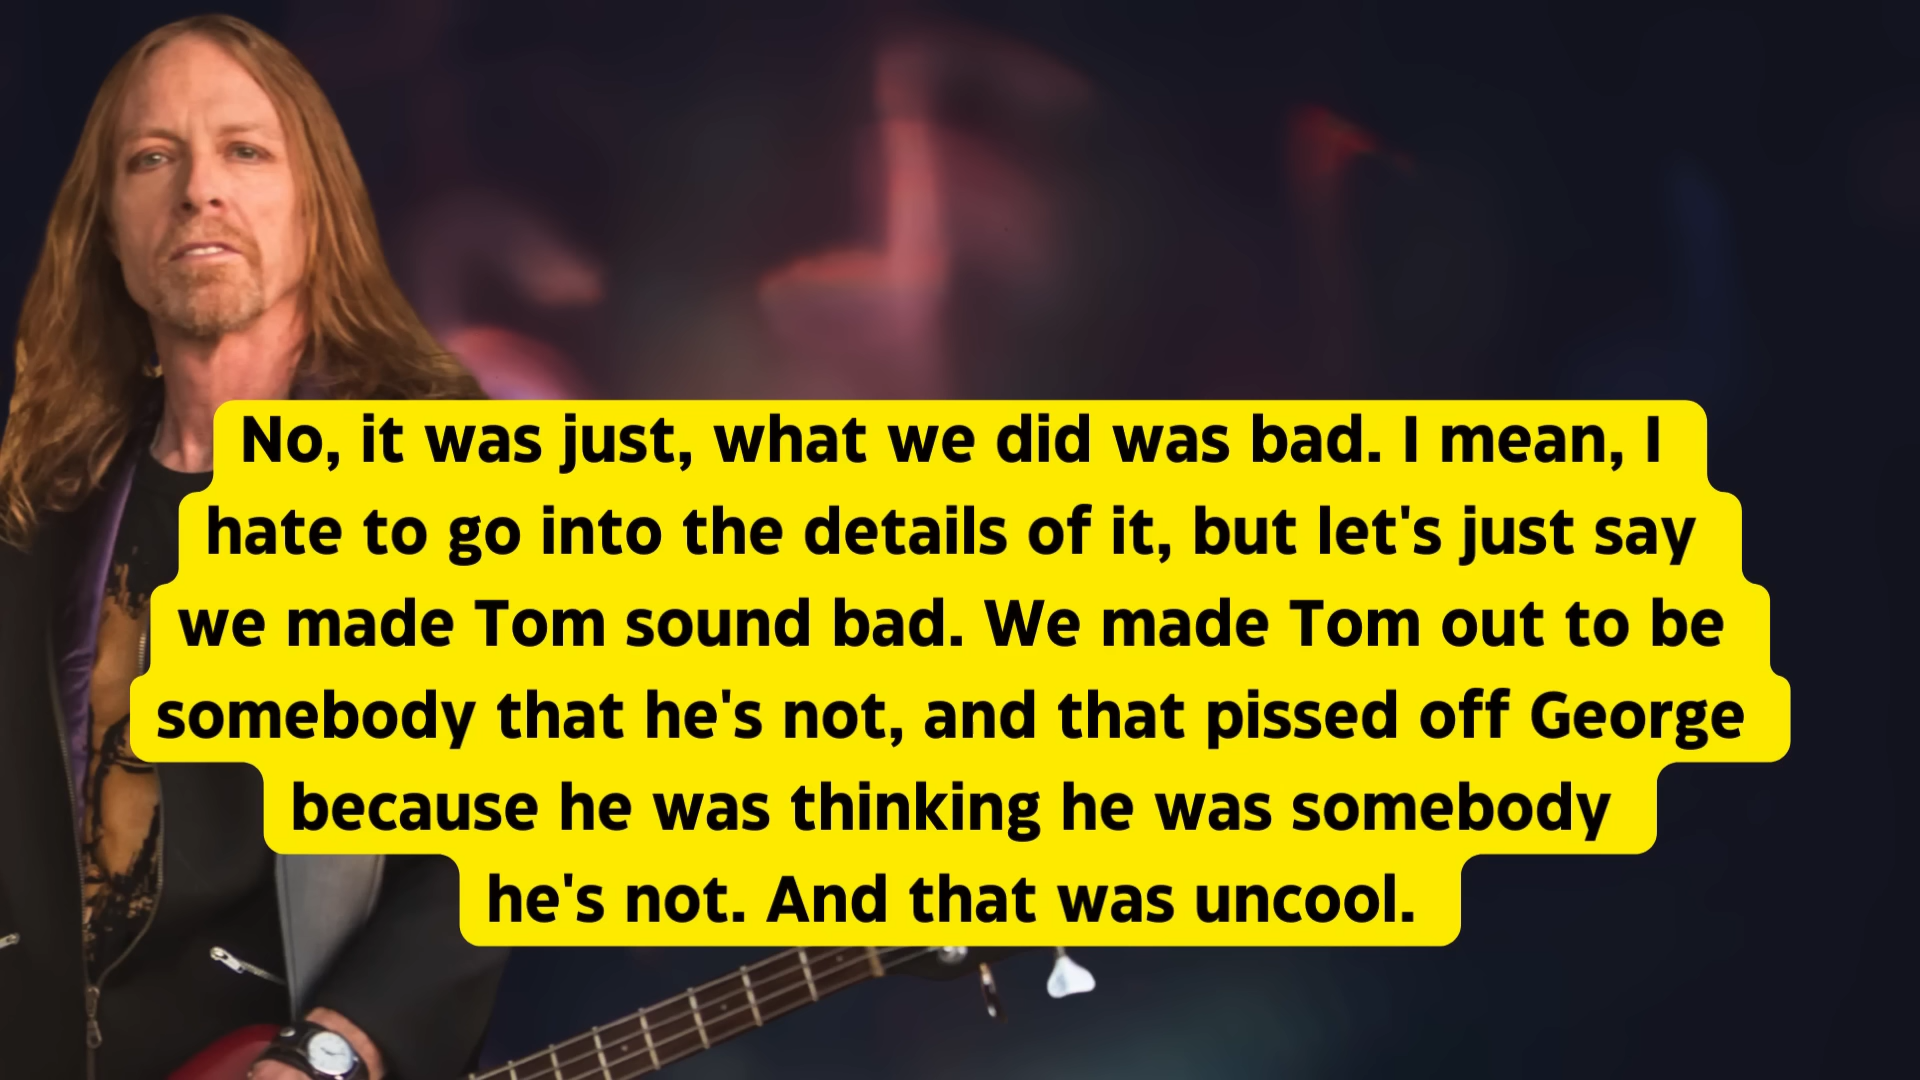 No, it was just, what we did was bad. I mean, I
hate to go into the details of it, but let's just say
we made Tom sound bad. We made Tom out to be
somebody that he's not, and that pissed off George
because he was thinking he was somebody
he's not. And that was uncool.